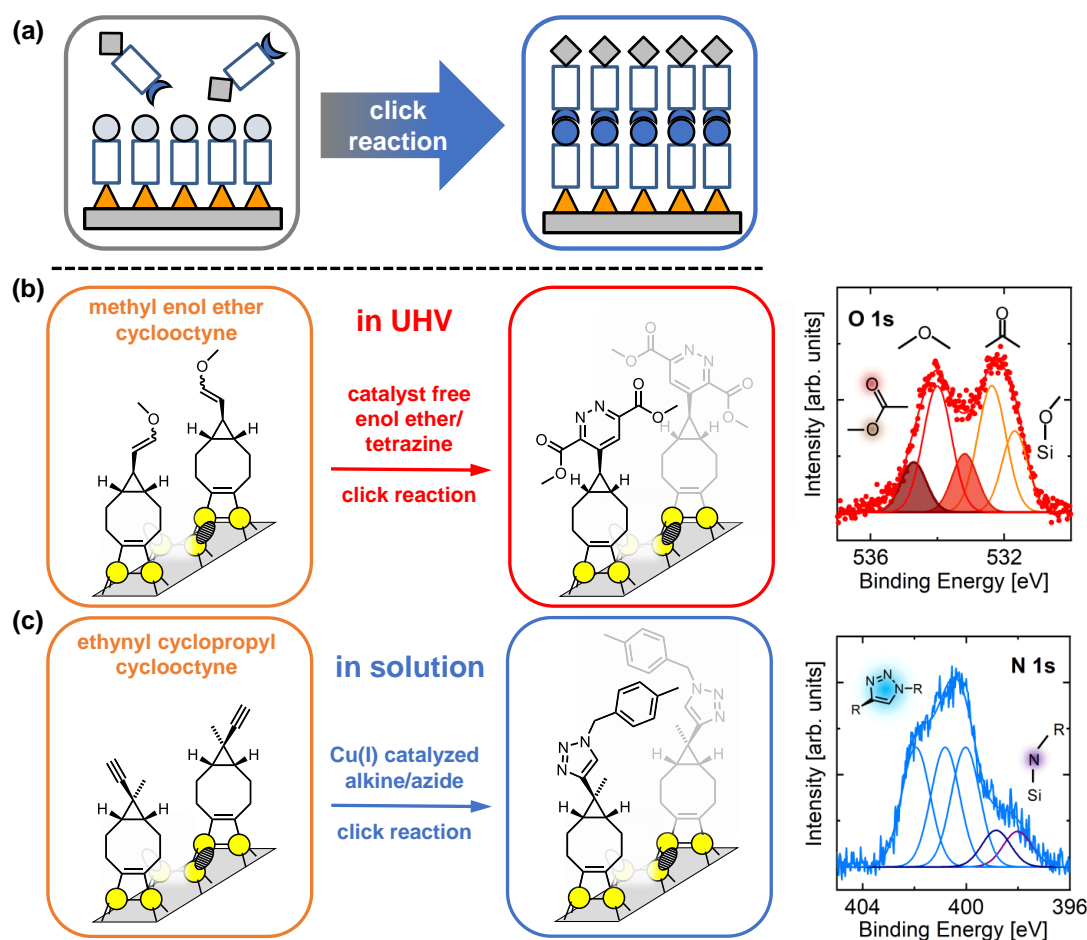 (a)
click
reaction
(b)
methyl enol ether
cyclooctyne
O
O
H
H
H
H
in UHV
catalyst free
enol ether/
tetrazine
click reaction
O
O
N
N
O
O
N
N
O
O
O
O
H
H
H
H
O 1s
O
O
O
O
O
Si
Intensity [arb. units]
536
532
Binding Energy [eV]
(c)
ethynyl cyclopropyl
cyclooctyne
H
H
H
H
in solution
Cu(I) catalyzed
alkine/azide
click reaction
N
N
N
N
N
N
H
H
H
H
N 1s
N
N
N
R
R
R
N
Si
Intensity [arb. units]
404
400
396
Binding Energy [eV]